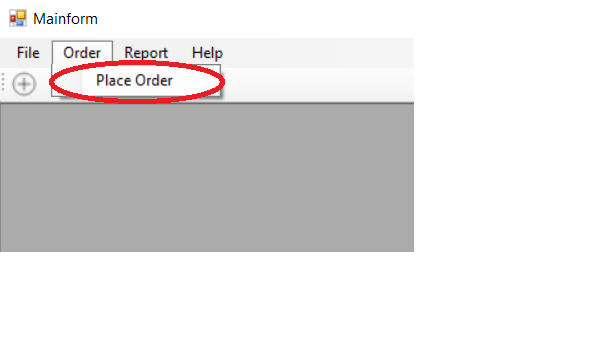 Mainform
File Order Report Help
Place Order